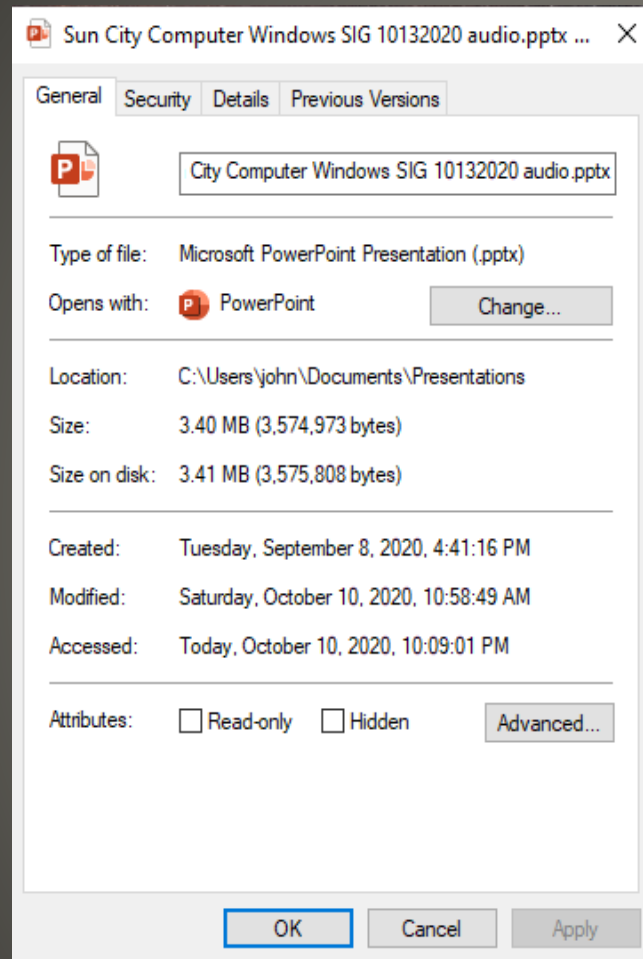 Sun City Computer Windows SIG 10132020 audio.pptx ...
General Security Details Previous Versions
City Computer Windows SIG 10132020 audio.pptx
Type of file: Microsoft PowerPoint Presentation (.pptx)
Opens with: PowerPoint Change...
Location: C:\Users\john\Documents\Presentations
Size: 3.40 MB (3,574,973 bytes)
Size on disk: 3.41 MB (3,575,808 bytes)
Created: Tuesday, September 8, 2020, 4:41:16 PM
Modified: Saturday, October 10, 2020, 10:58:49 AM
Accessed: Today, October 10, 2020, 10:09:01 PM
Attributes: Read-only Hidden Advanced...
OK Cancel Apply